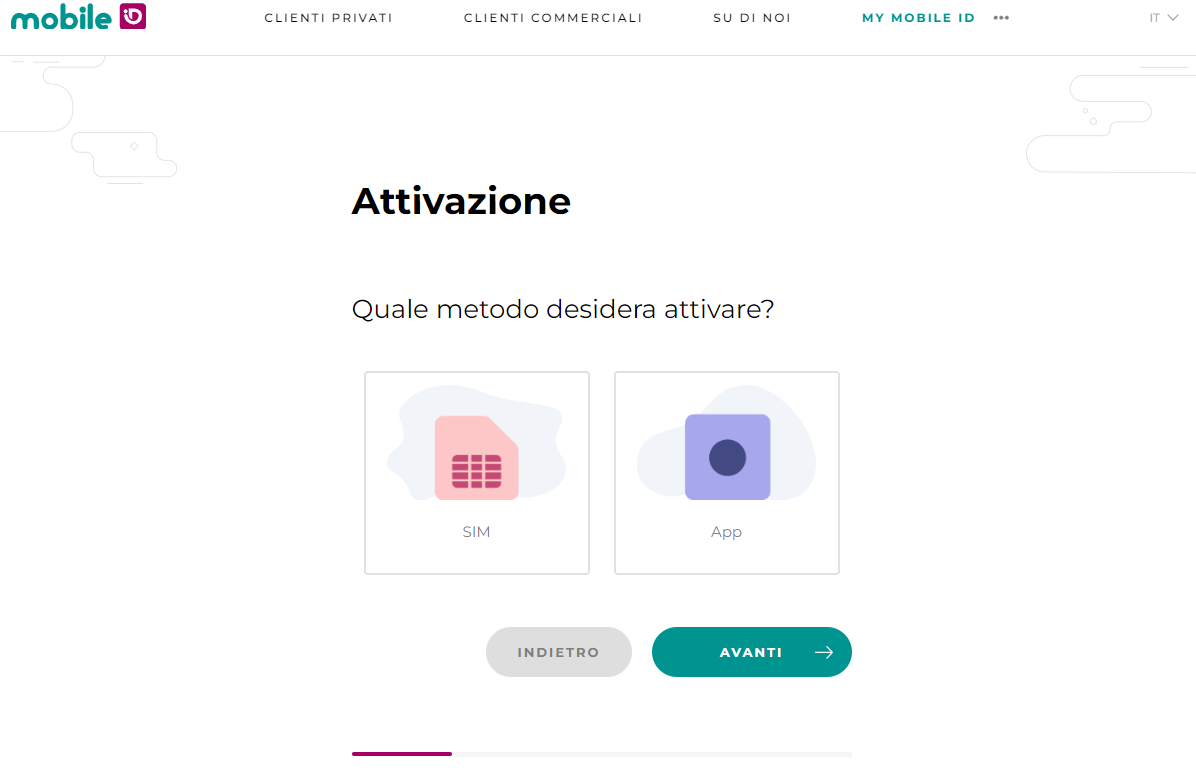 mobile iD
CLIENTI PRIVATI
CLIENTI COMMERCIALI
SU DI NOI
MY MOBILE ID
IT
Attivazione
Quale metodo desidera attivare?
SIM
App
INDIETRO
AVANTI